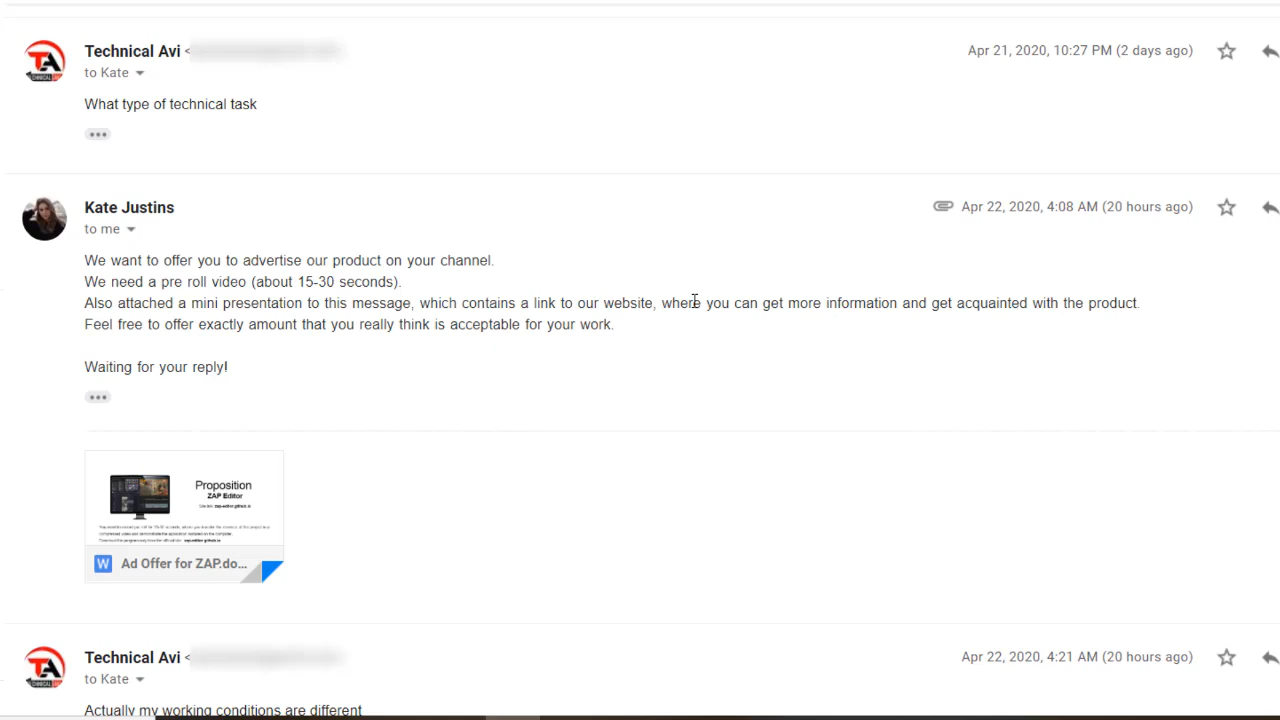 Technical Avi <
Apr 21, 2020, 10:27 PM (2 days ago)
to Kate
What type of technical task
Kate Justins
Apr 22, 2020, 4:08 AM (20 hours ago)
to me
We want to offer you to advertise our product on your channel.
We need a pre roll video (about 15-30 seconds).
Also attached a mini presentation to this message, which contains a link to our website, where you can get more information and get acquainted with the product.
Feel free to offer exactly amount that you really think is acceptable for your work.
Waiting for your reply!
Proposition
ZAP Editor
Site link: zap-editor.github.io
W Ad Offer for ZAP.do...
Technical Avi <
Apr 22, 2020, 4:21 AM (20 hours ago)
to Kate
Actually my working conditions are different